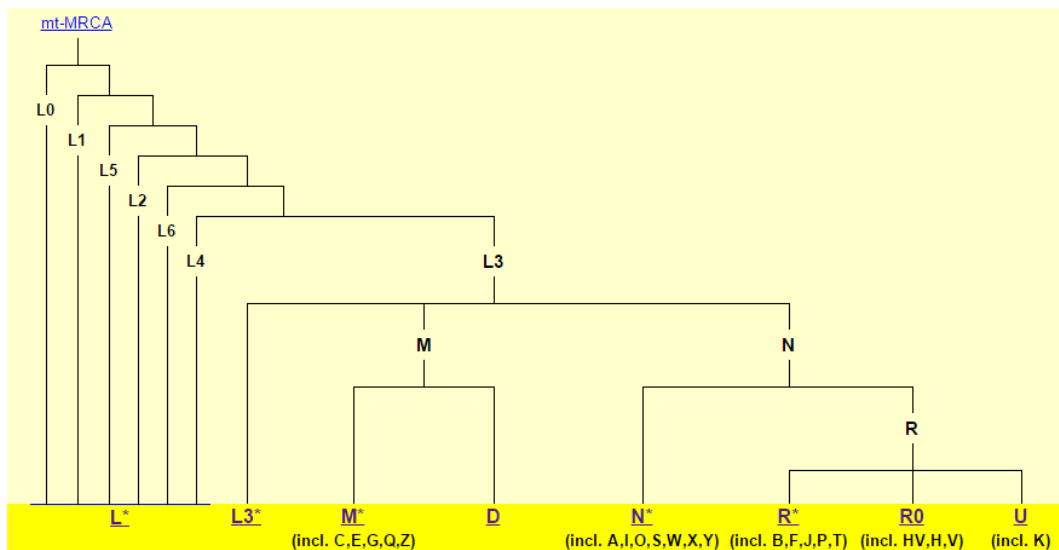 mt-MRCA
L0
L1
L5
L2
L6
L4
L3
M
N
R
L* L3* M* D N* R* R0 U
(incl. C,E,G,Q,Z) (incl. A,I,O,S,W,X,Y) (incl. B,F,J,P,T) (incl. HV,H,V) (incl. K)